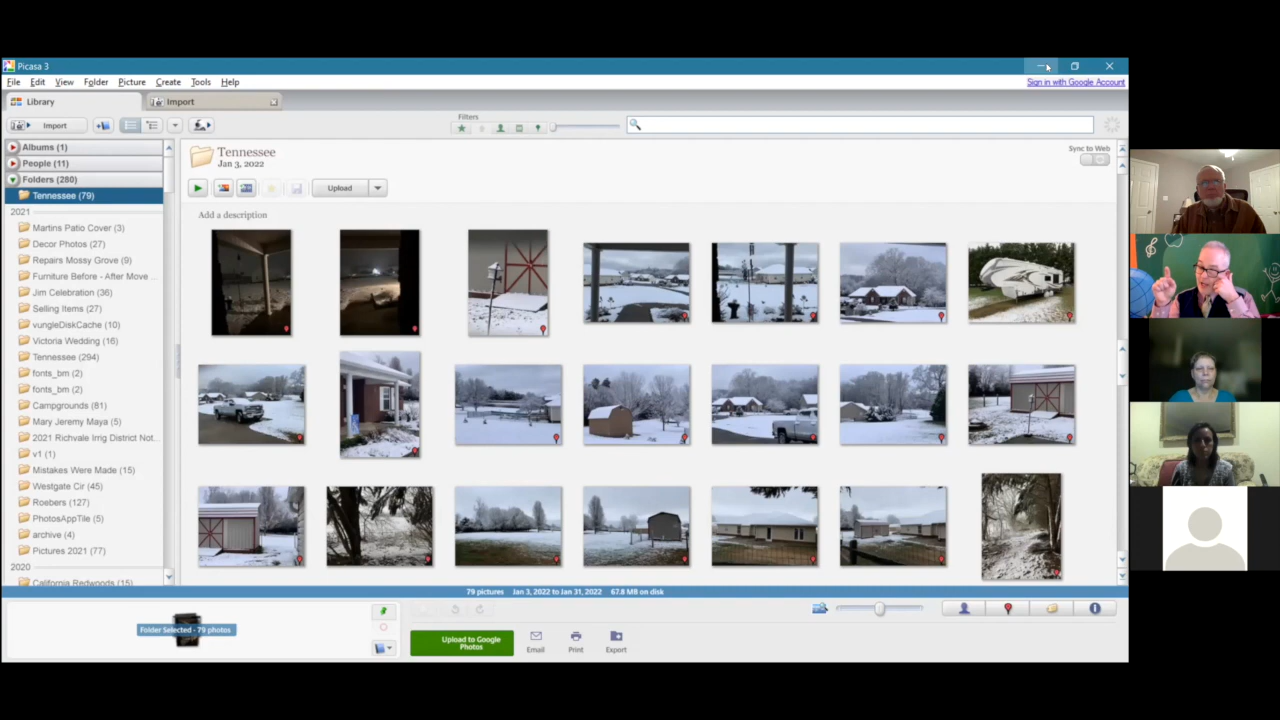 Picasa 3
File Edit View Folder Picture Create Tools Help
Sign in with Google Account
Library
Import
Import
Filters
Albums (1)
People (11)
Folders (280)
Tennessee (79)
2021
Martins Patio Cover (3)
Decor Photos (27)
Repairs Mossy Grove (9)
Furniture Before - After Move ...
Jim Celebration (36)
Selling Items (27)
vungleDiskCache (10)
Victoria Wedding (16)
Tennessee (294)
fonts_bm (2)
fonts_bm (2)
Campgrounds (81)
Mary Jeremy Maya (5)
2021 Richvale Irrig District Not...
v1 (1)
Mistakes Were Made (15)
Westgate Cir (45)
Roebers (127)
PhotosAppTile (5)
archive (4)
Pictures 2021 (77)
2020
California Redwoods (15)
Tennessee
Jan 3, 2022
Sync to Web
Upload
Add a description
79 pictures Jan 3, 2022 to Jan 31, 2022 67.8 MB on disk
Folder Selected - 79 photos
Upload to Google
Photos
Email
Print
Export